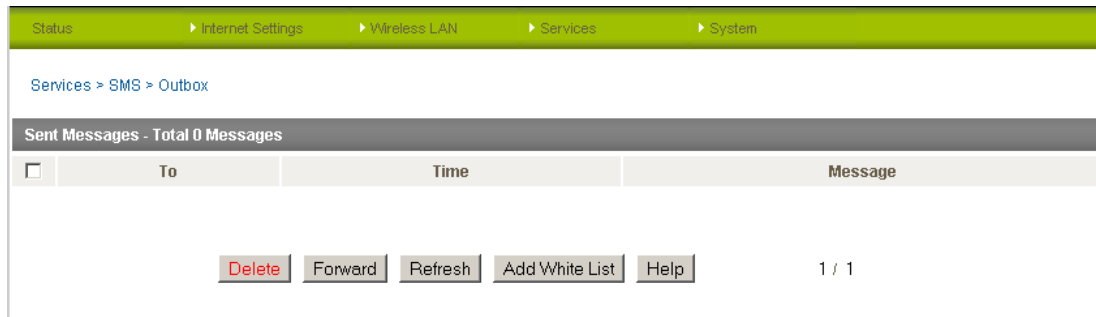 Status Internet Settings Wireless LAN Services System
Services > SMS > Outbox
Sent Messages - Total 0 Messages
To Time Message
Delete Forward Refresh Add White List Help 1 / 1